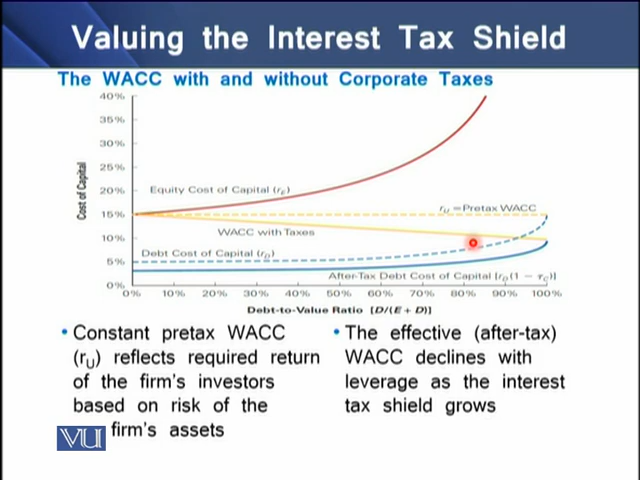 Valuing the Interest Tax Shield
The WACC with and without Corporate Taxes
40%
35%
30%
25%
20%
15%
10%
5%
0%
Cost of Capital
Equity Cost of Capital (rE)
rU = Pretax WACC
WACC with Taxes
Debt Cost of Capital (rD)
After-Tax Debt Cost of Capital [rD(1 − τC)]
0% 10% 20% 30% 40% 50% 60% 70% 80% 90% 100%
Debt-to-Value Ratio [D/(E + D)]
• Constant pretax WACC
(rU) reflects required return
of the firm's investors
based on risk of the
firm's assets
• The effective (after-tax)
WACC declines with
leverage as the interest
tax shield grows
VU